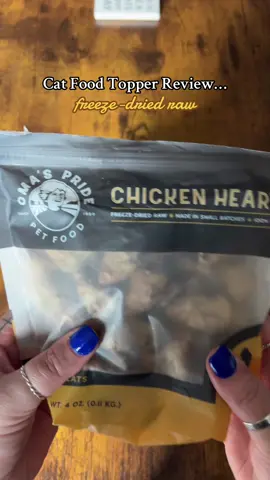 Cat Food Topper Review...
freeze-dried raw
OMA'S PRIDE
PET FOOD
CHICKEN HEAR
FREEZE-DRIED RAW • MADE IN SMALL BATCHES • 100%
WT. 4 OZ. (0.11 KG.)